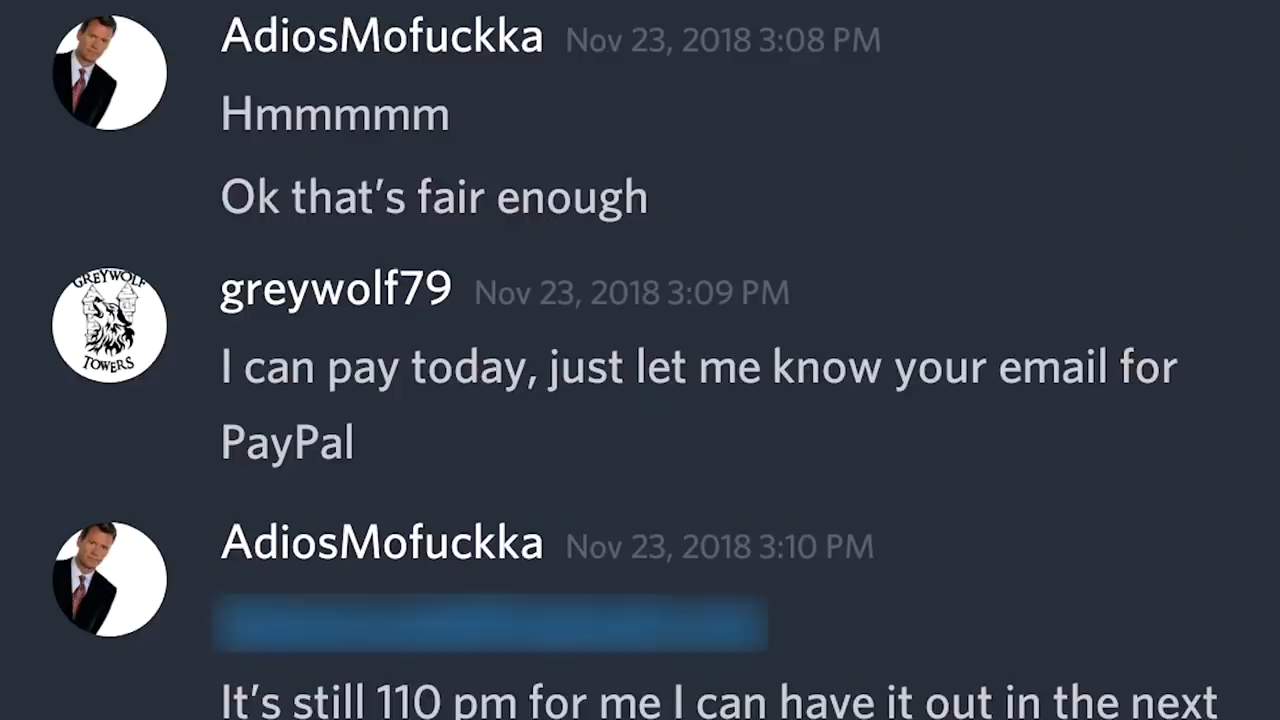 AdiosMofuckka Nov 23, 2018 3:08 PM
Hmmmmm
Ok that's fair enough
GREYWOLF
TOWERS
greywolf79 Nov 23, 2018 3:09 PM
I can pay today, just let me know your email for
PayPal
AdiosMofuckka Nov 23, 2018 3:10 PM
It's still 110 pm for me I can have it out in the next